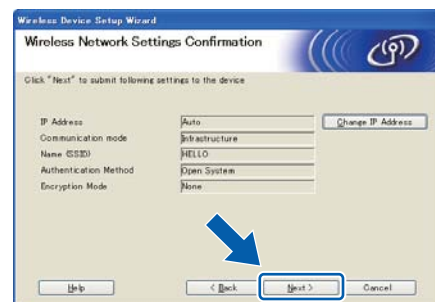 Wireless Device Setup Wizard
Wireless Network Settings Confirmation
Click "Next" to submit following settings to the device
IP Address Auto Change IP Address
Communication mode Infrastructure
Name (SSID) HELLO
Authentication Method Open System
Encryption Mode None
Help < Back Next > Cancel